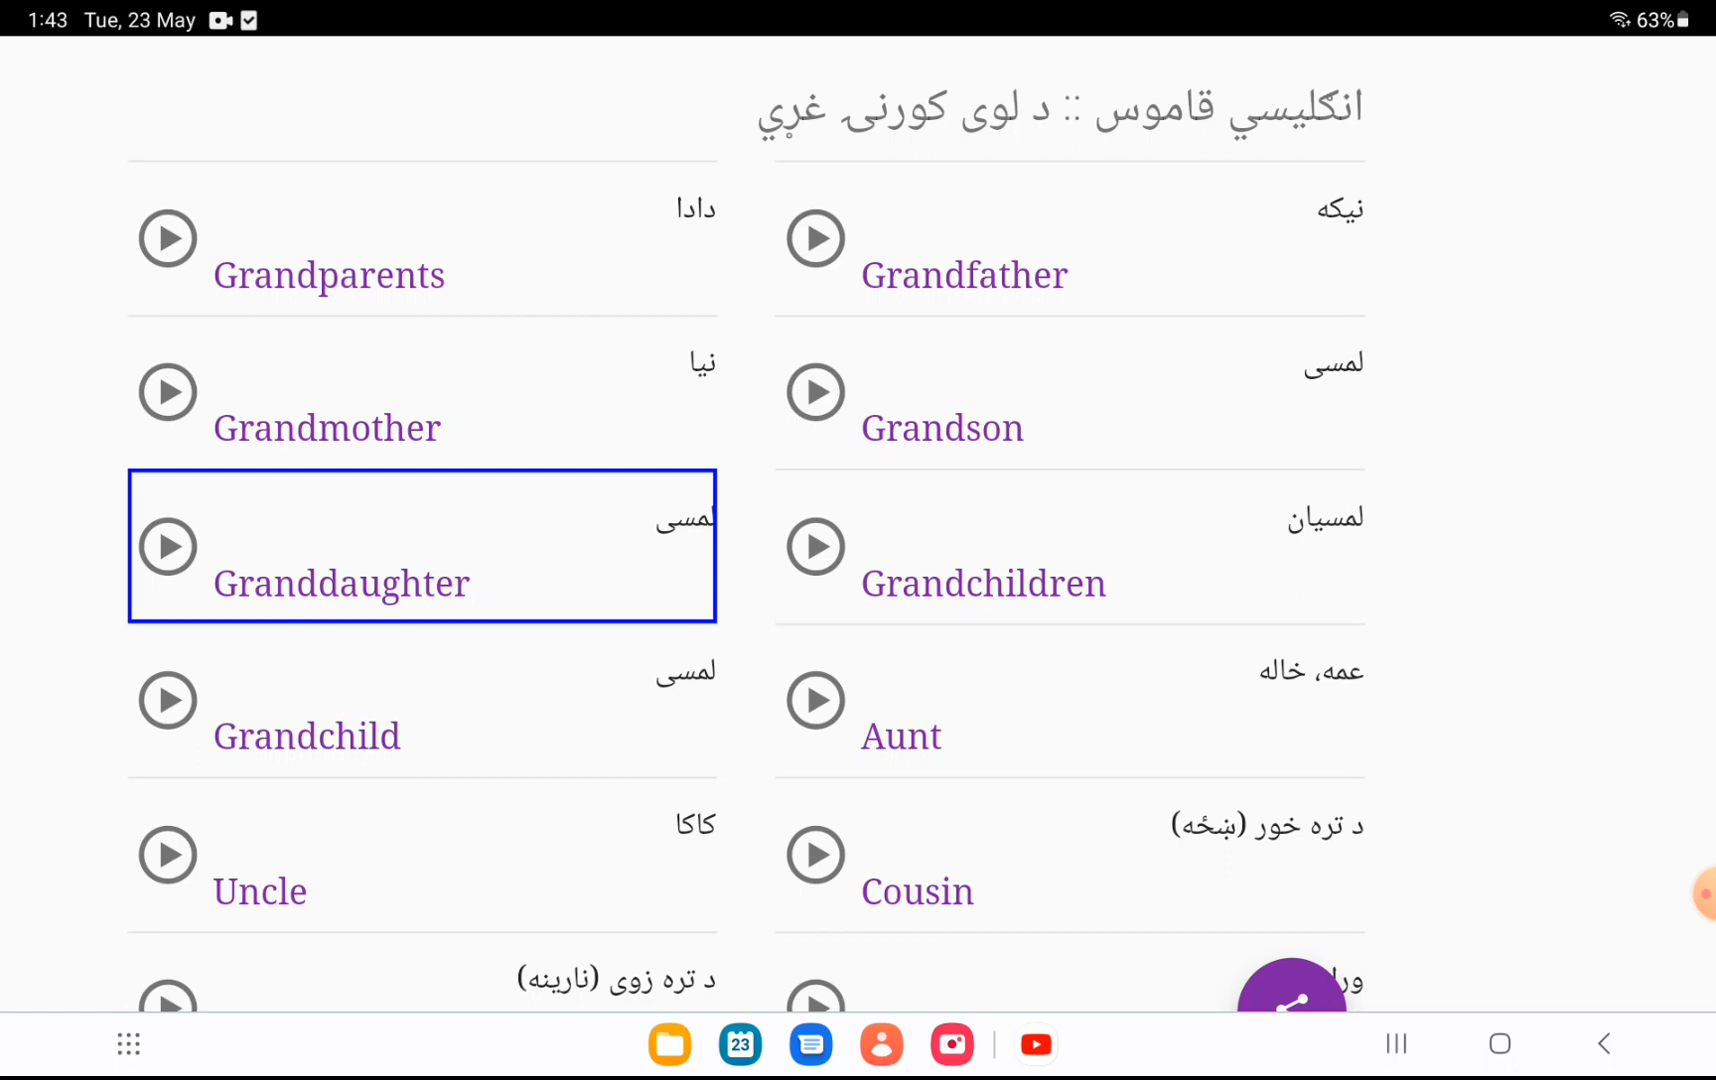 1:43 Tue, 23 May
63%
انګلیسي قاموس :: د لوی کورنۍ غړي
دادا
Grandparents
نیکه
Grandfather
نیا
Grandmother
لمسی
Grandson
لمسی
Granddaughter
لمسیان
Grandchildren
لمسی
Grandchild
عمه، خاله
Aunt
کاکا
Uncle
د تره خور (ښځه)
Cousin
د تره زوی (نارینه)
23